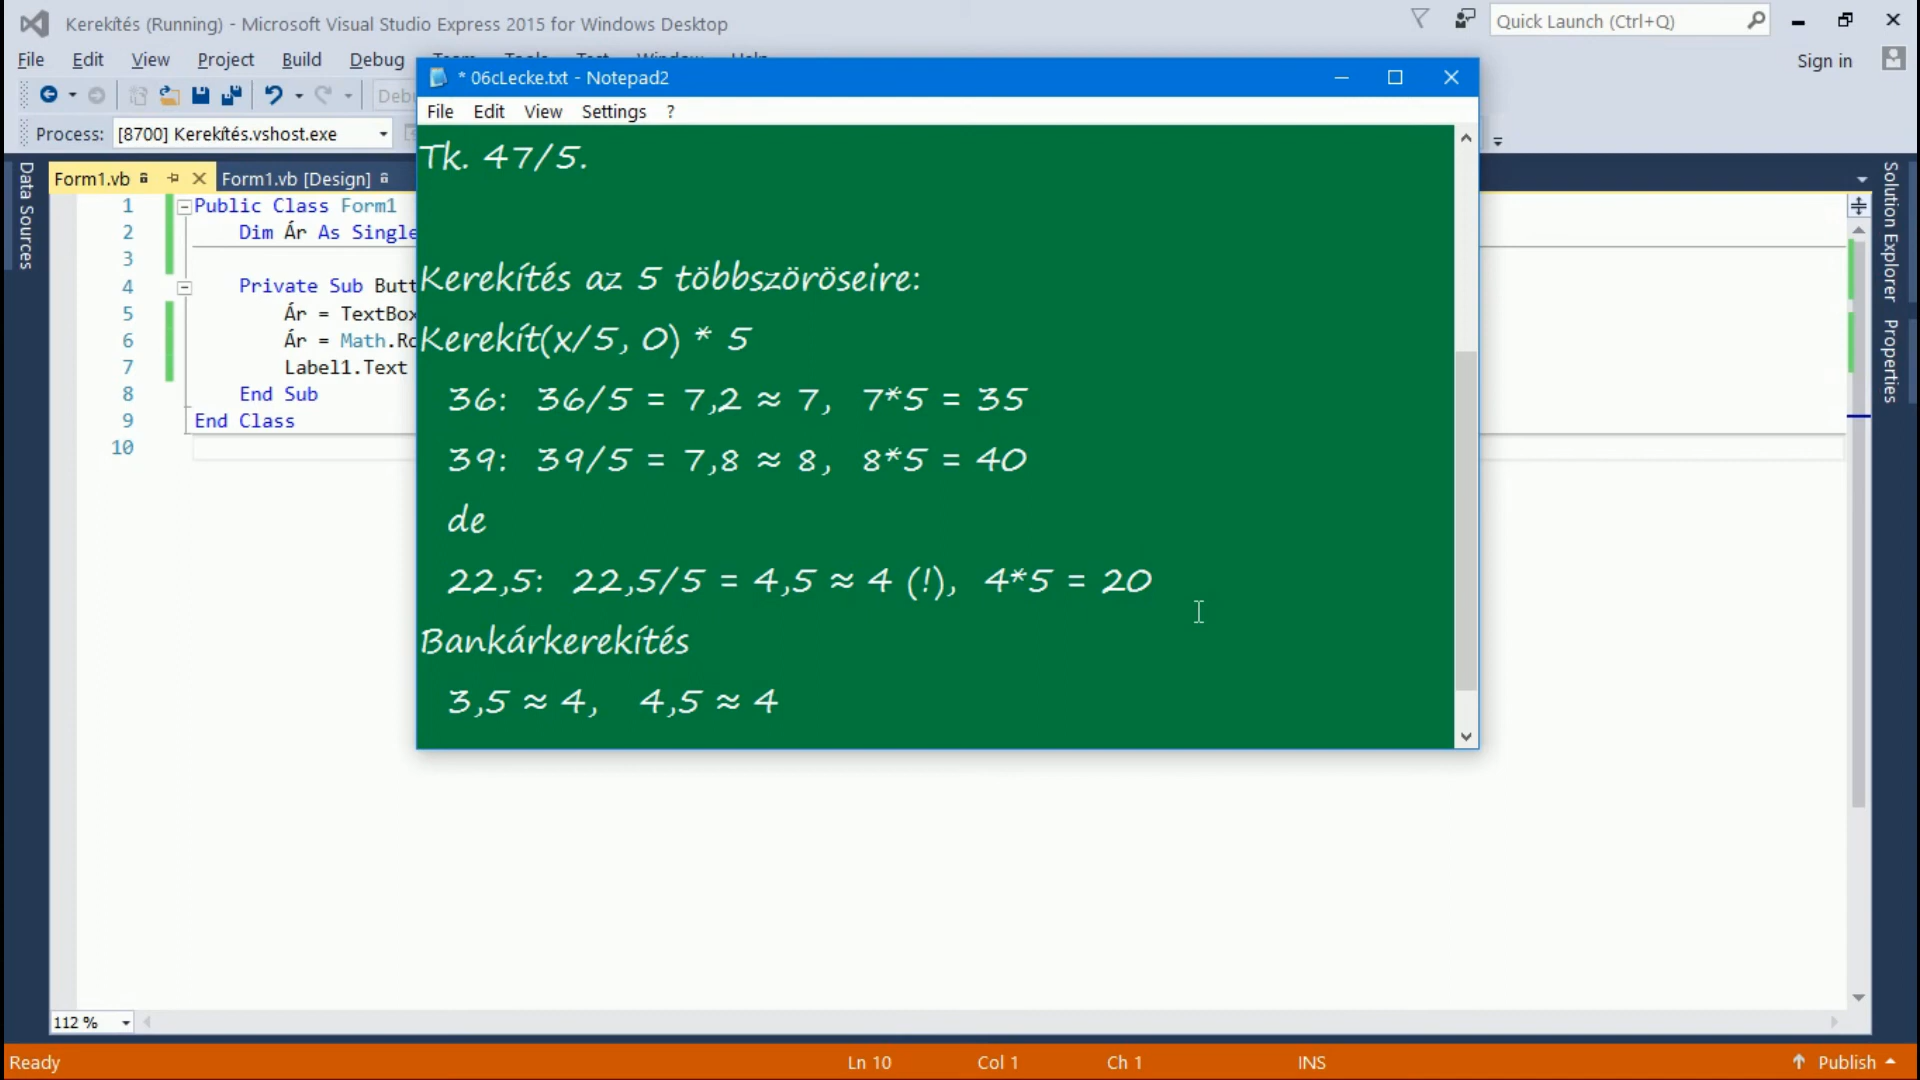 Kerekítés (Running) - Microsoft Visual Studio Express 2015 for Windows Desktop
Quick Launch (Ctrl+Q)
File Edit View Project Build Debug
Sign in
Process: [8700] Kerekítés.vshost.exe
Data Sources
Form1.vb
Form1.vb [Design]
1 Public Class Form1
2 Dim Ár As Single
3
4 Private Sub Butt
5 Ár = TextBox
6 Ár = Math.Ro
7 Label1.Text
8 End Sub
9 End Class
10
* 06cLecke.txt - Notepad2
File Edit View Settings ?
Tk. 47/5.
Kerekítés az 5 többszöröseire:
Kerekít(x/5, 0) * 5
36: 36/5 = 7,2 ≈ 7, 7*5 = 35
39: 39/5 = 7,8 ≈ 8, 8*5 = 40
de
22,5: 22,5/5 = 4,5 ≈ 4 (!), 4*5 = 20
Bankárkerekítés
3,5 ≈ 4, 4,5 ≈ 4
Solution Explorer
Properties
112 %
Ready
Ln 10 Col 1 Ch 1 INS
Publish